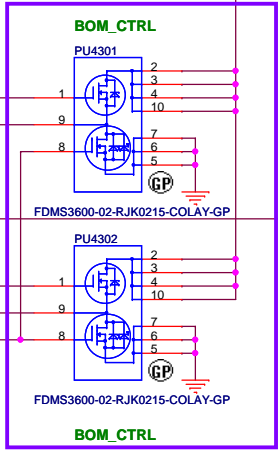 BOM_CTRL
PU4301
2
3
1
4
10
9
7
8
6
5
GP
FDMS3600-02-RJK0215-COLAY-GP
PU4302
2
3
1
4
10
9
7
8
6
5
GP
FDMS3600-02-RJK0215-COLAY-GP
BOM_CTRL